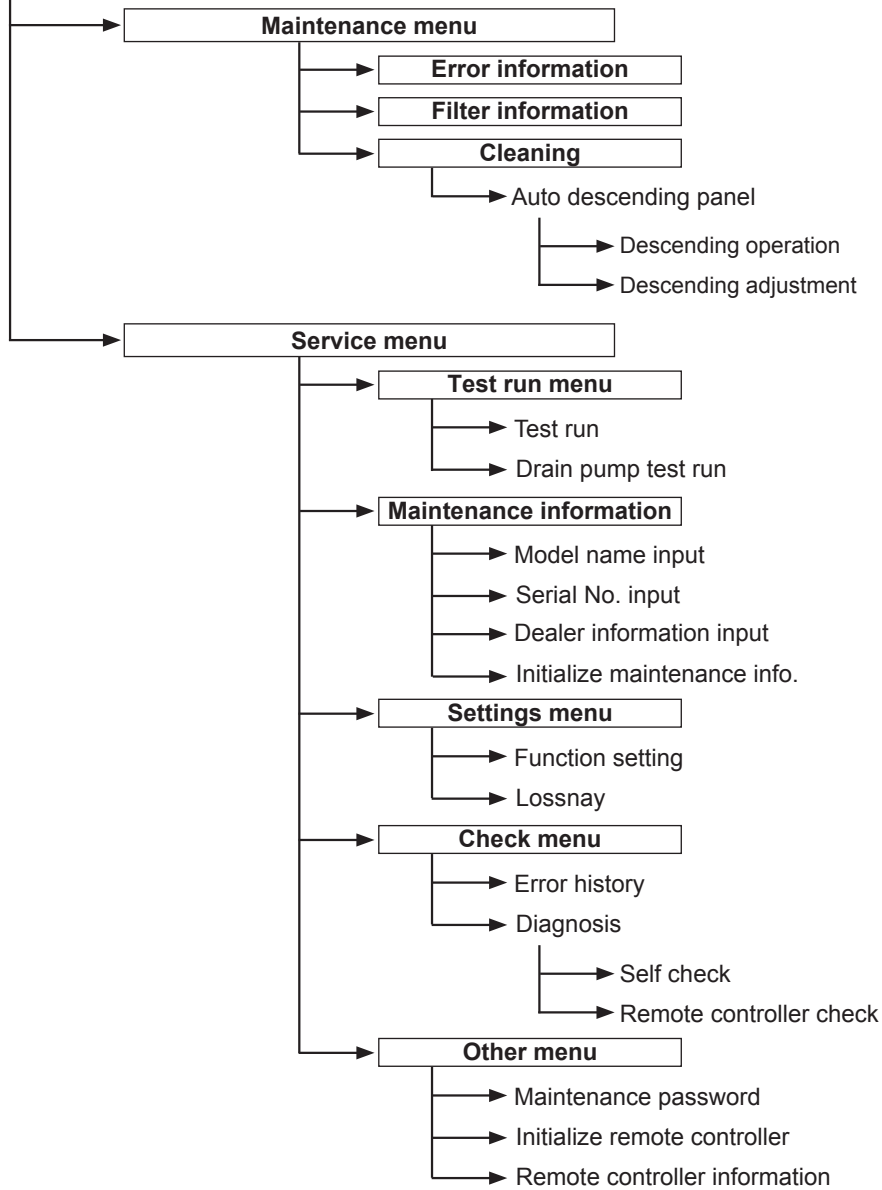 Maintenance menu
Error information
Filter information
Cleaning
Auto descending panel
Descending operation
Descending adjustment
Service menu
Test run menu
Test run
Drain pump test run
Maintenance information
Model name input
Serial No. input
Dealer information input
Initialize maintenance info.
Settings menu
Function setting
Lossnay
Check menu
Error history
Diagnosis
Self check
Remote controller check
Other menu
Maintenance password
Initialize remote controller
Remote controller information